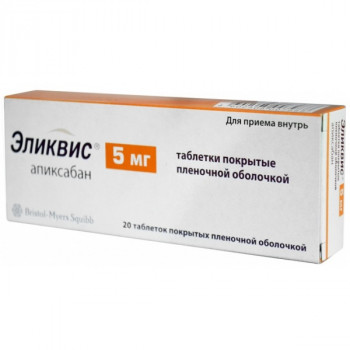 Для приема внутрь
Эликвис®
5 мг
апиксабан
таблетки покрытые
пленочной оболочкой
Bristol-Myers Squibb
20 таблеток покрытых пленочной оболочкой